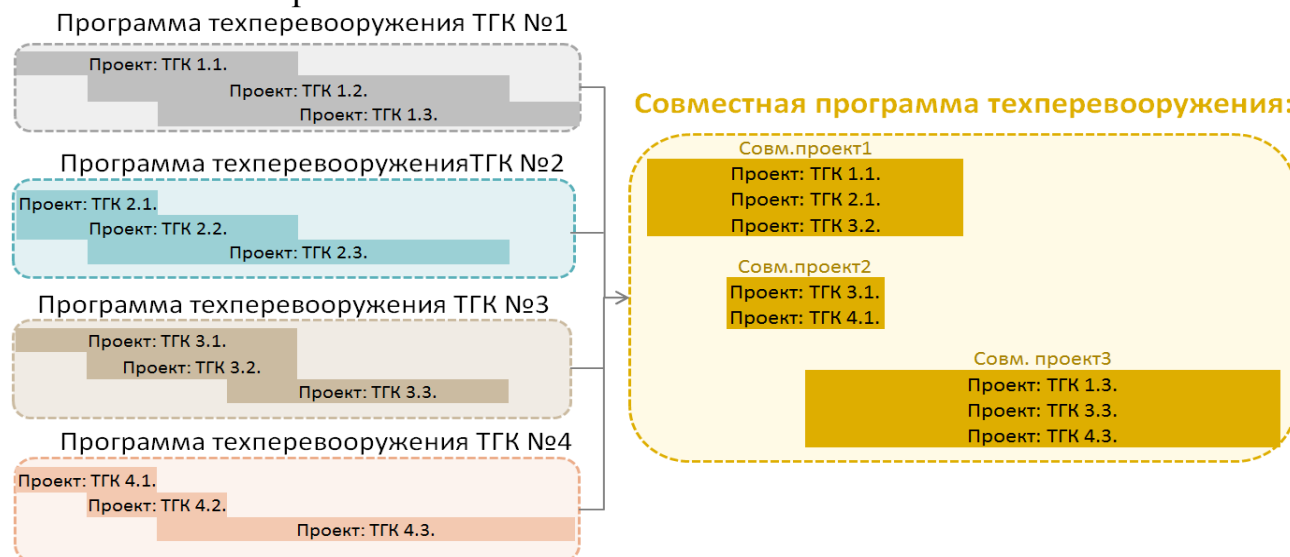 Программа техперевооружения ТГК №1
Проект: ТГК 1.1.
Проект: ТГК 1.2.
Проект: ТГК 1.3.
Программа техперевооруженияТГК №2
Проект: ТГК 2.1.
Проект: ТГК 2.2.
Проект: ТГК 2.3.
Программа техперевооружения ТГК №3
Проект: ТГК 3.1.
Проект: ТГК 3.2.
Проект: ТГК 3.3.
Программа техперевооружения ТГК №4
Проект: ТГК 4.1.
Проект: ТГК 4.2.
Проект: ТГК 4.3.
Совместная программа техперевооружения:
Совм.проект1
Проект: ТГК 1.1.
Проект: ТГК 2.1.
Проект: ТГК 3.2.
Совм.проект2
Проект: ТГК 3.1.
Проект: ТГК 4.1.
Совм. проект3
Проект: ТГК 1.3.
Проект: ТГК 3.3.
Проект: ТГК 4.3.